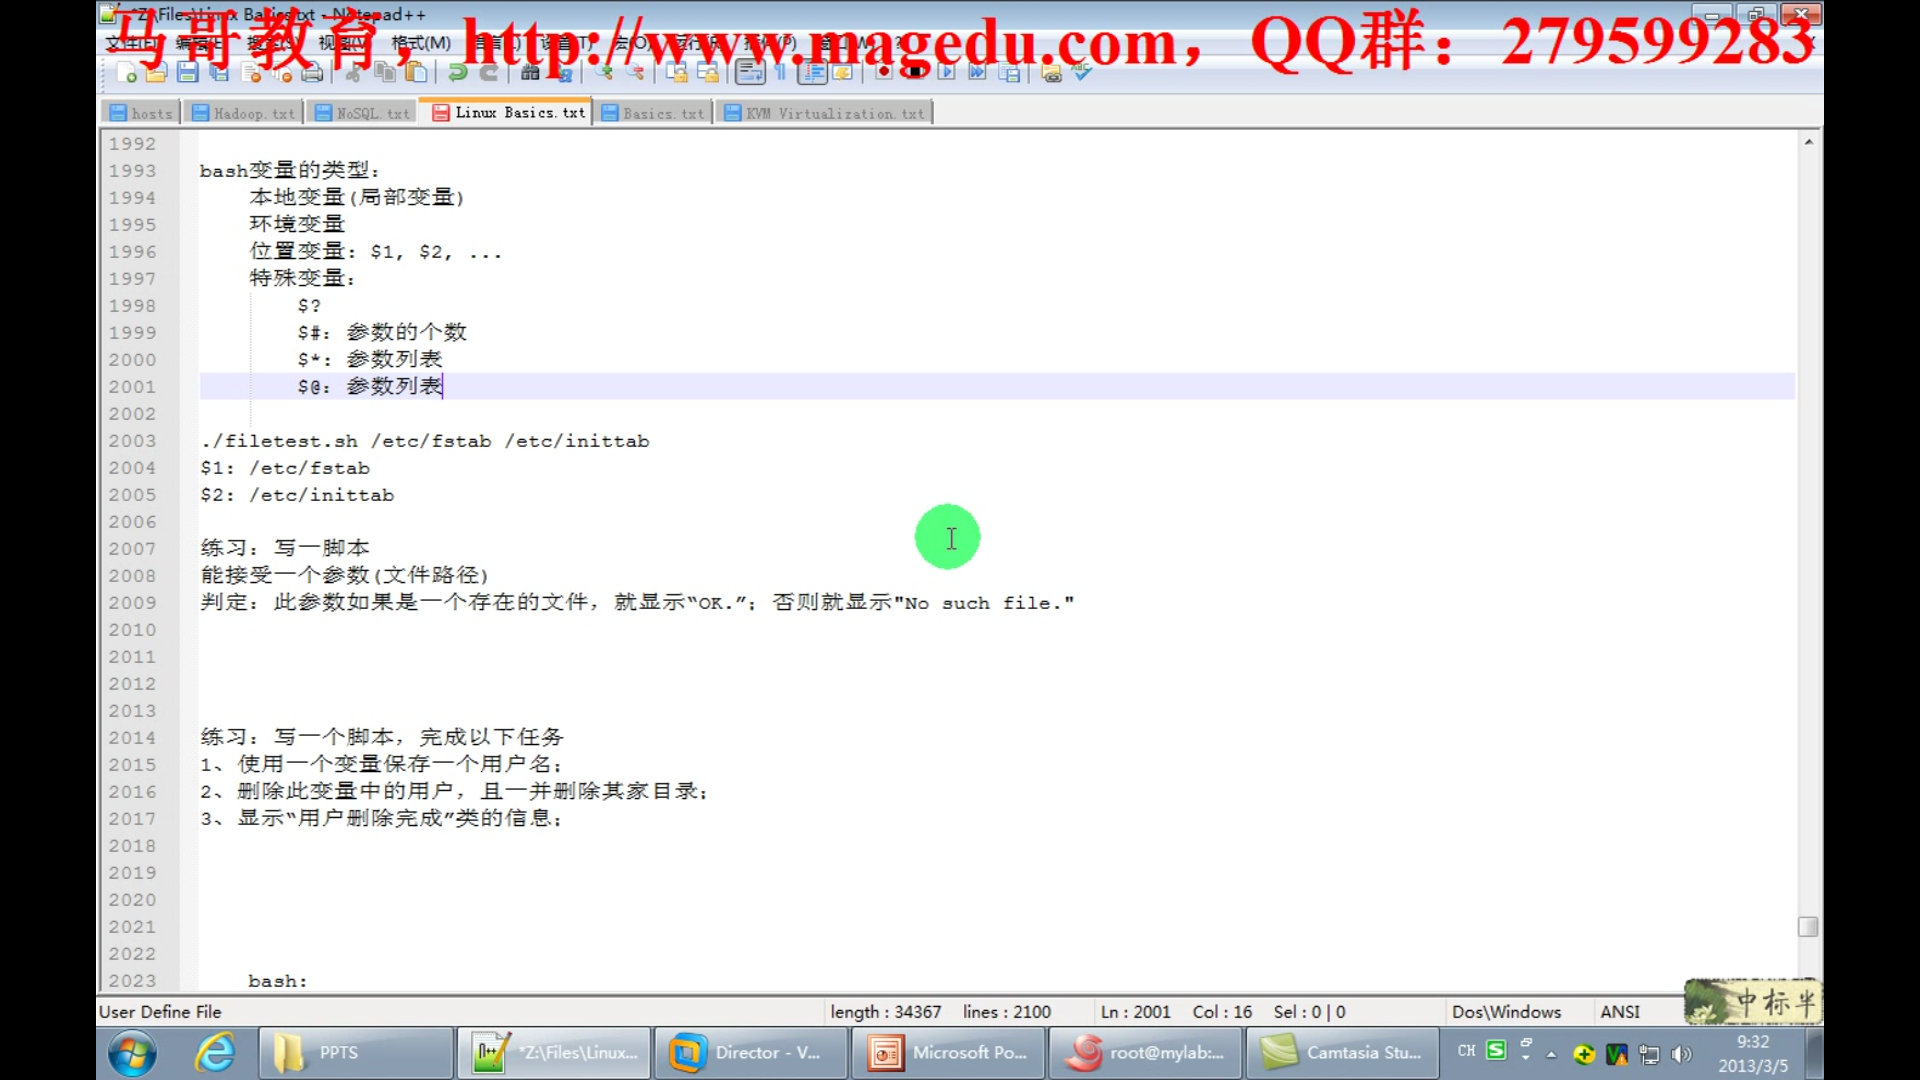 *Z:\Files\Linux Basics.txt - Notepad++
马哥教育，http://www.magedu.com，QQ群：279599283
hosts Hadoop.txt NoSQL.txt Linux Basics.txt Basics.txt KVM Virtualization.txt
1992
1993 bash变量的类型:
1994 本地变量(局部变量)
1995 环境变量
1996 位置变量: $1, $2, ...
1997 特殊变量:
1998 $?
1999 $#: 参数的个数
2000 $*: 参数列表
2001 $@: 参数列表
2002
2003 ./filetest.sh /etc/fstab /etc/inittab
2004 $1: /etc/fstab
2005 $2: /etc/inittab
2006
2007 练习: 写一脚本
2008 能接受一个参数(文件路径)
2009 判定: 此参数如果是一个存在的文件, 就显示“OK.”; 否则就显示"No such file."
2010
2011
2012
2013
2014 练习: 写一个脚本, 完成以下任务
2015 1、使用一个变量保存一个用户名;
2016 2、删除此变量中的用户, 且一并删除其家目录;
2017 3、显示“用户删除完成”类的信息;
2018
2019
2020
2021
2022
2023 bash:
User Define File length : 34367 lines : 2100 Ln : 2001 Col : 16 Sel : 0 | 0 Dos\Windows ANSI
中标半
PPTS *Z:\Files\Linux... Director - V... Microsoft Po... root@mylab:... Camtasia Stu... CH 9:32
2013/3/5